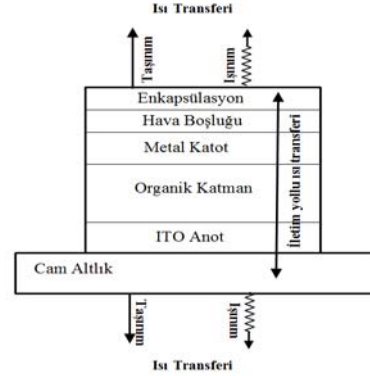 Isı Transferi
Taşınım
Işınım
Enkapsülasyon
Hava Boşluğu
Metal Katot
Organik Katman
ITO Anot
İletim yollu ısı transferi
Cam Altlık
Taşınım
Işınım
Isı Transferi